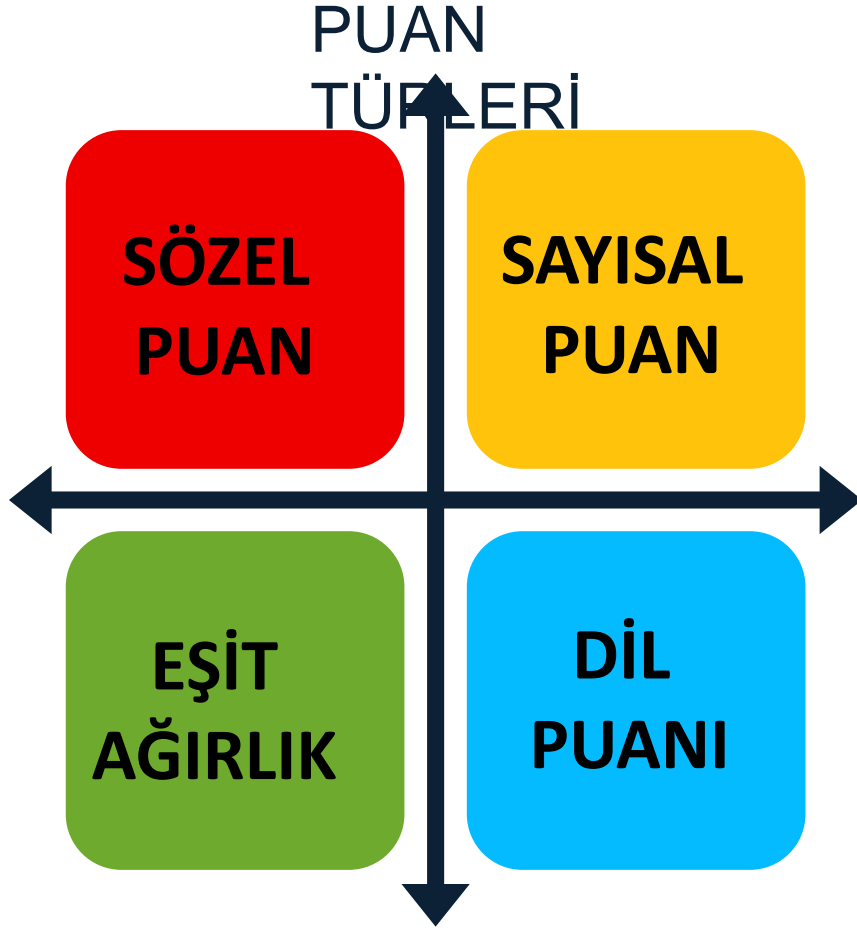 PUAN
TÜRLERİ
SÖZEL
PUAN
SAYISAL
PUAN
EŞİT
AĞIRLIK
DİL
PUANI